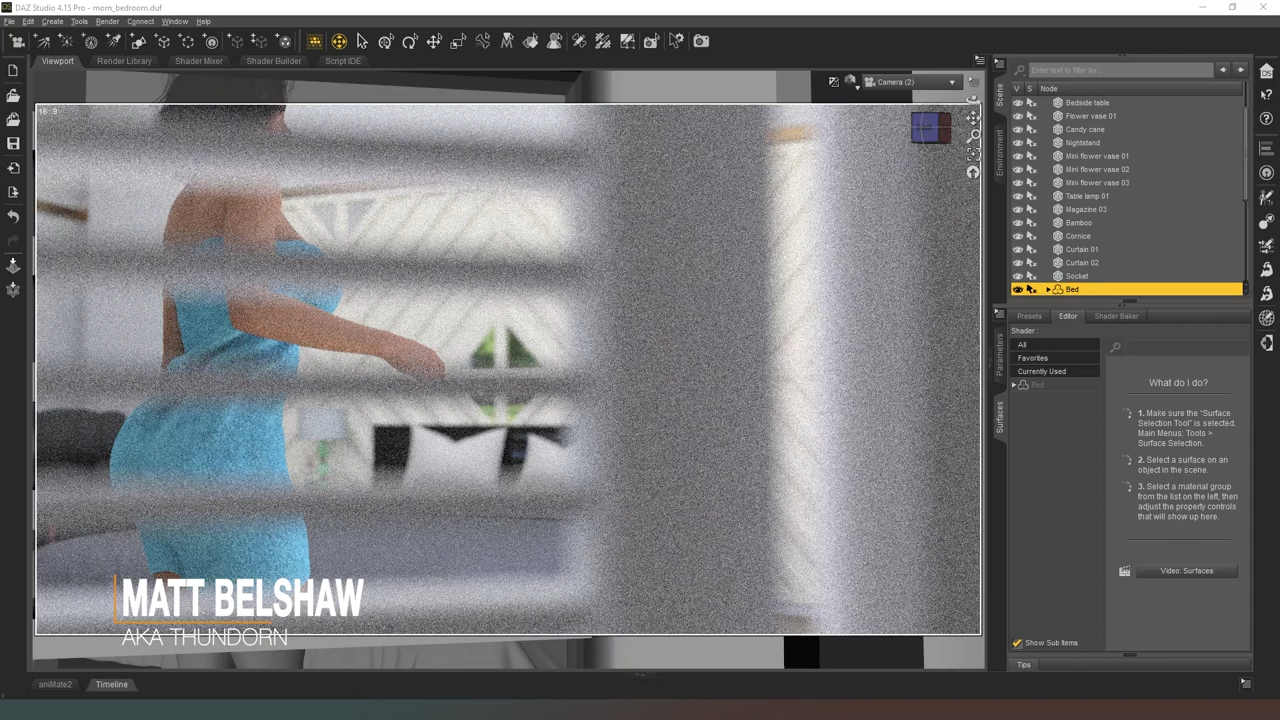 DAZ Studio 4.15 Pro - mom_bedroom.duf
File Edit Create Tools Render Connect Window Help
Viewport Render Library Shader Mixer Shader Builder Script IDE
Camera (2)
16 : 9
Enter text to filter by...
V S Node
Bedside table
Flower vase 01
Candy cane
Nightstand
Mini flower vase 01
Mini flower vase 02
Mini flower vase 03
Table lamp 01
Magazine 03
Bamboo
Cornice
Curtain 01
Curtain 02
Socket
Bed
Scene
Environment
Presets Editor Shader Baker
Shader :
All
Favorites
Currently Used
Bed
Parameters
Surfaces
What do I do?
1. Make sure the "Surface
Selection Tool" is selected.
Main Menus: Tools >
Surface Selection.
2. Select a surface on an
object in the scene.
3. Select a material group
from the list on the left, then
adjust the property controls
that will show up here.
Video: Surfaces
Show Sub Items
Tips
MATT BELSHAW
AKA THUNDORN
aniMate2 Timeline